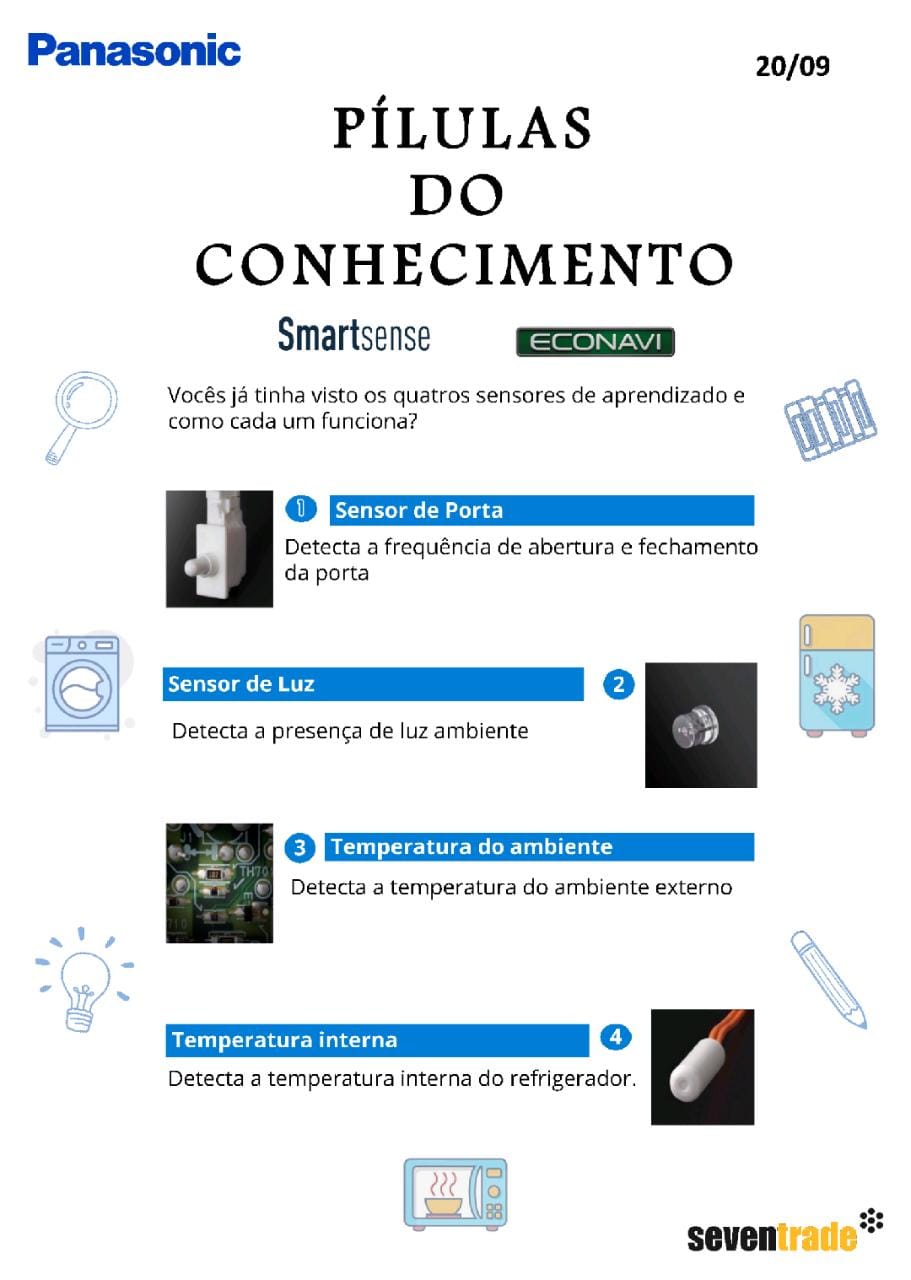 Panasonic
20/09
PÍLULAS
DO
CONHECIMENTO
Smartsense
ECONAVI
Vocês já tinha visto os quatros sensores de aprendizado e
como cada um funciona?
1 Sensor de Porta
Detecta a frequência de abertura e fechamento
da porta
Sensor de Luz 2
Detecta a presença de luz ambiente
3 Temperatura do ambiente
Detecta a temperatura do ambiente externo
Temperatura interna 4
Detecta a temperatura interna do refrigerador.
seventrade